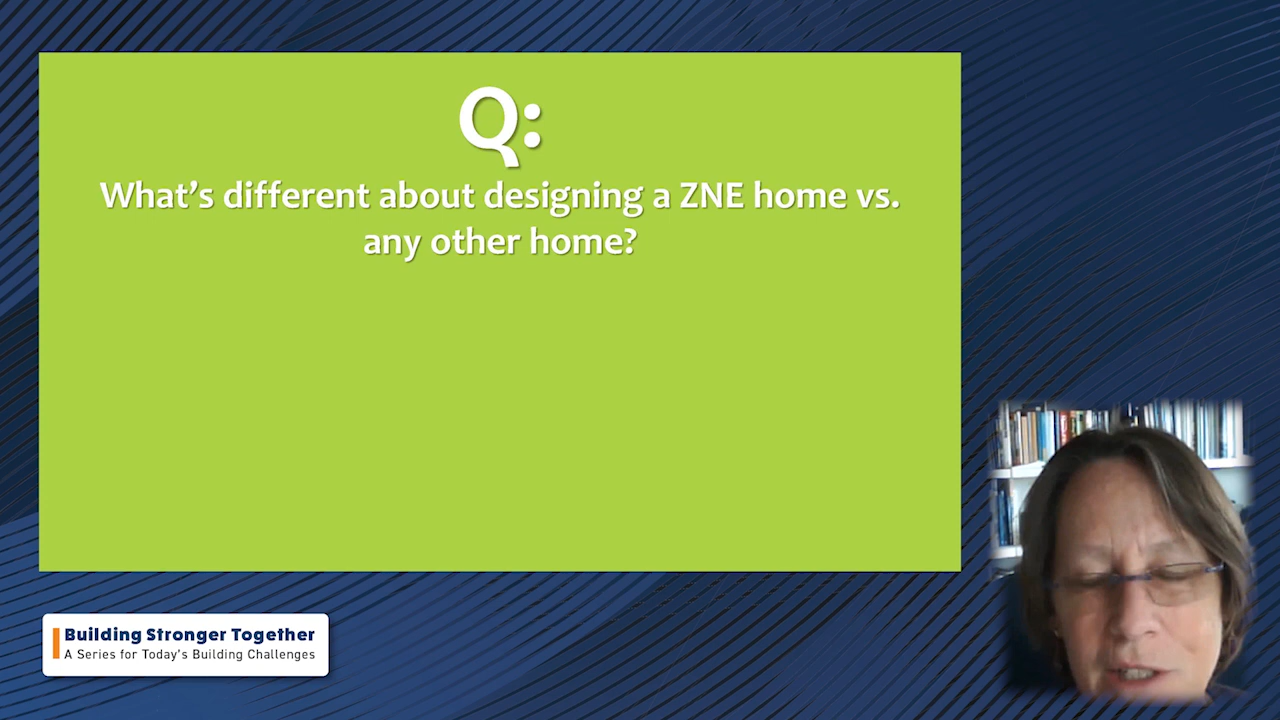 Q:
What’s different about designing a ZNE home vs.
any other home?
Building Stronger Together
A Series for Today's Building Challenges